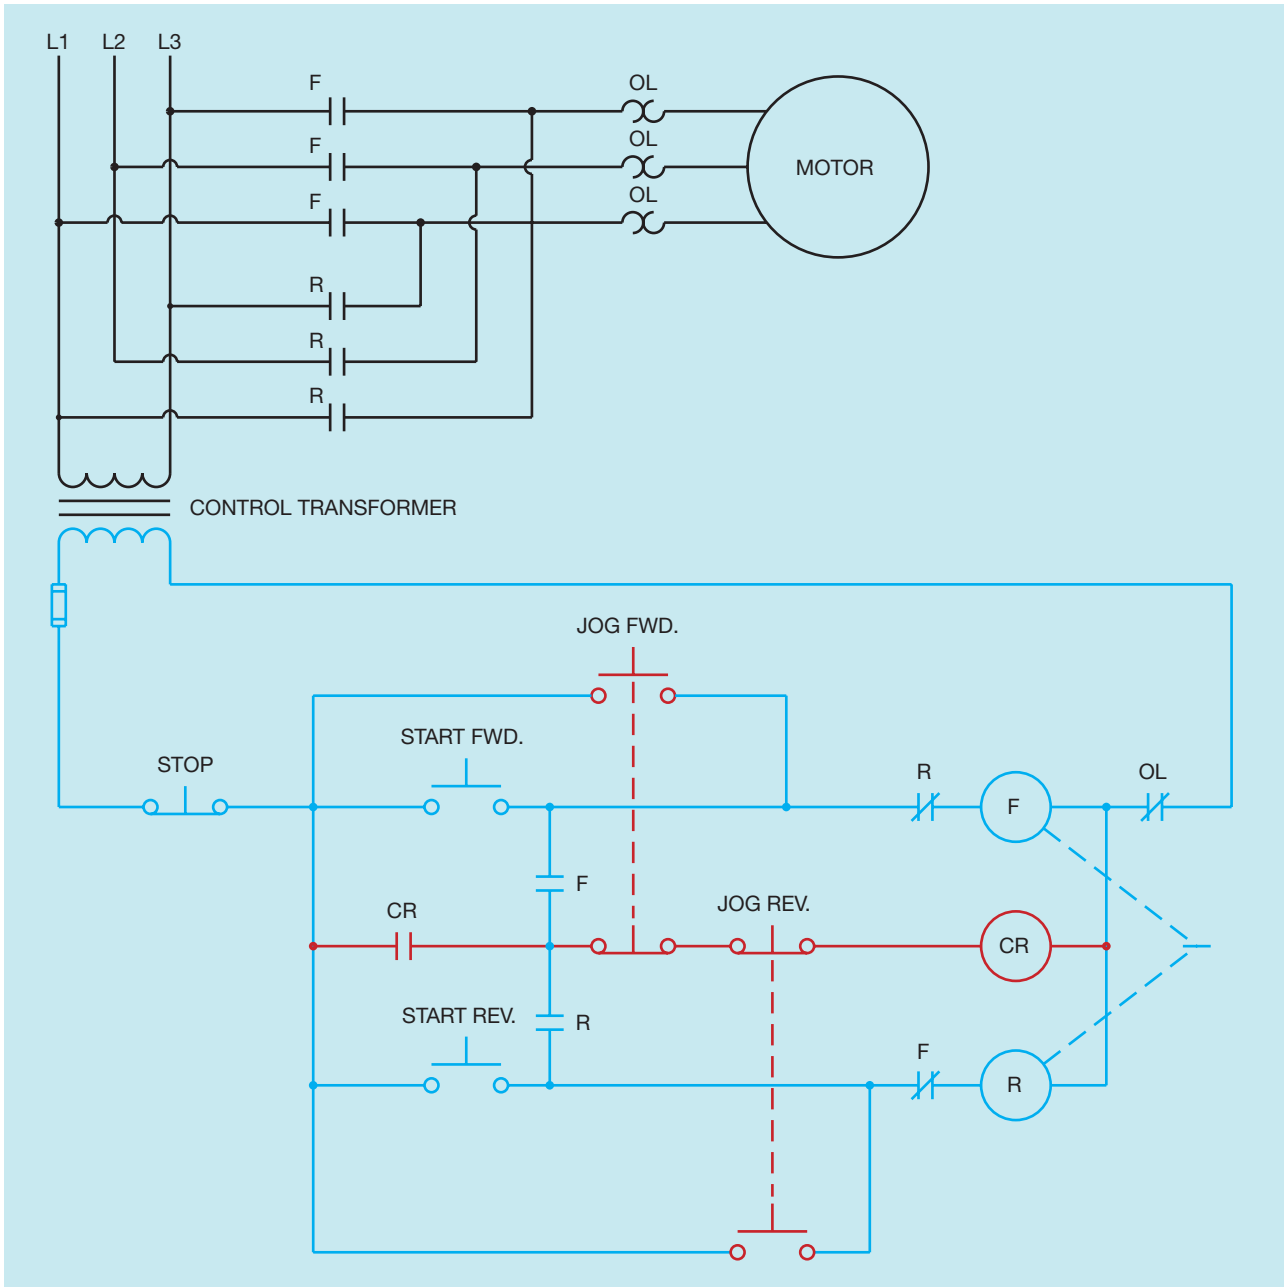 L1 L2 L3
F OL
F OL
MOTOR
F OL
R
R
R
CONTROL TRANSFORMER
JOG FWD.
START FWD.
STOP R OL
F
F
CR JOG REV.
CR
START REV. R
F
R